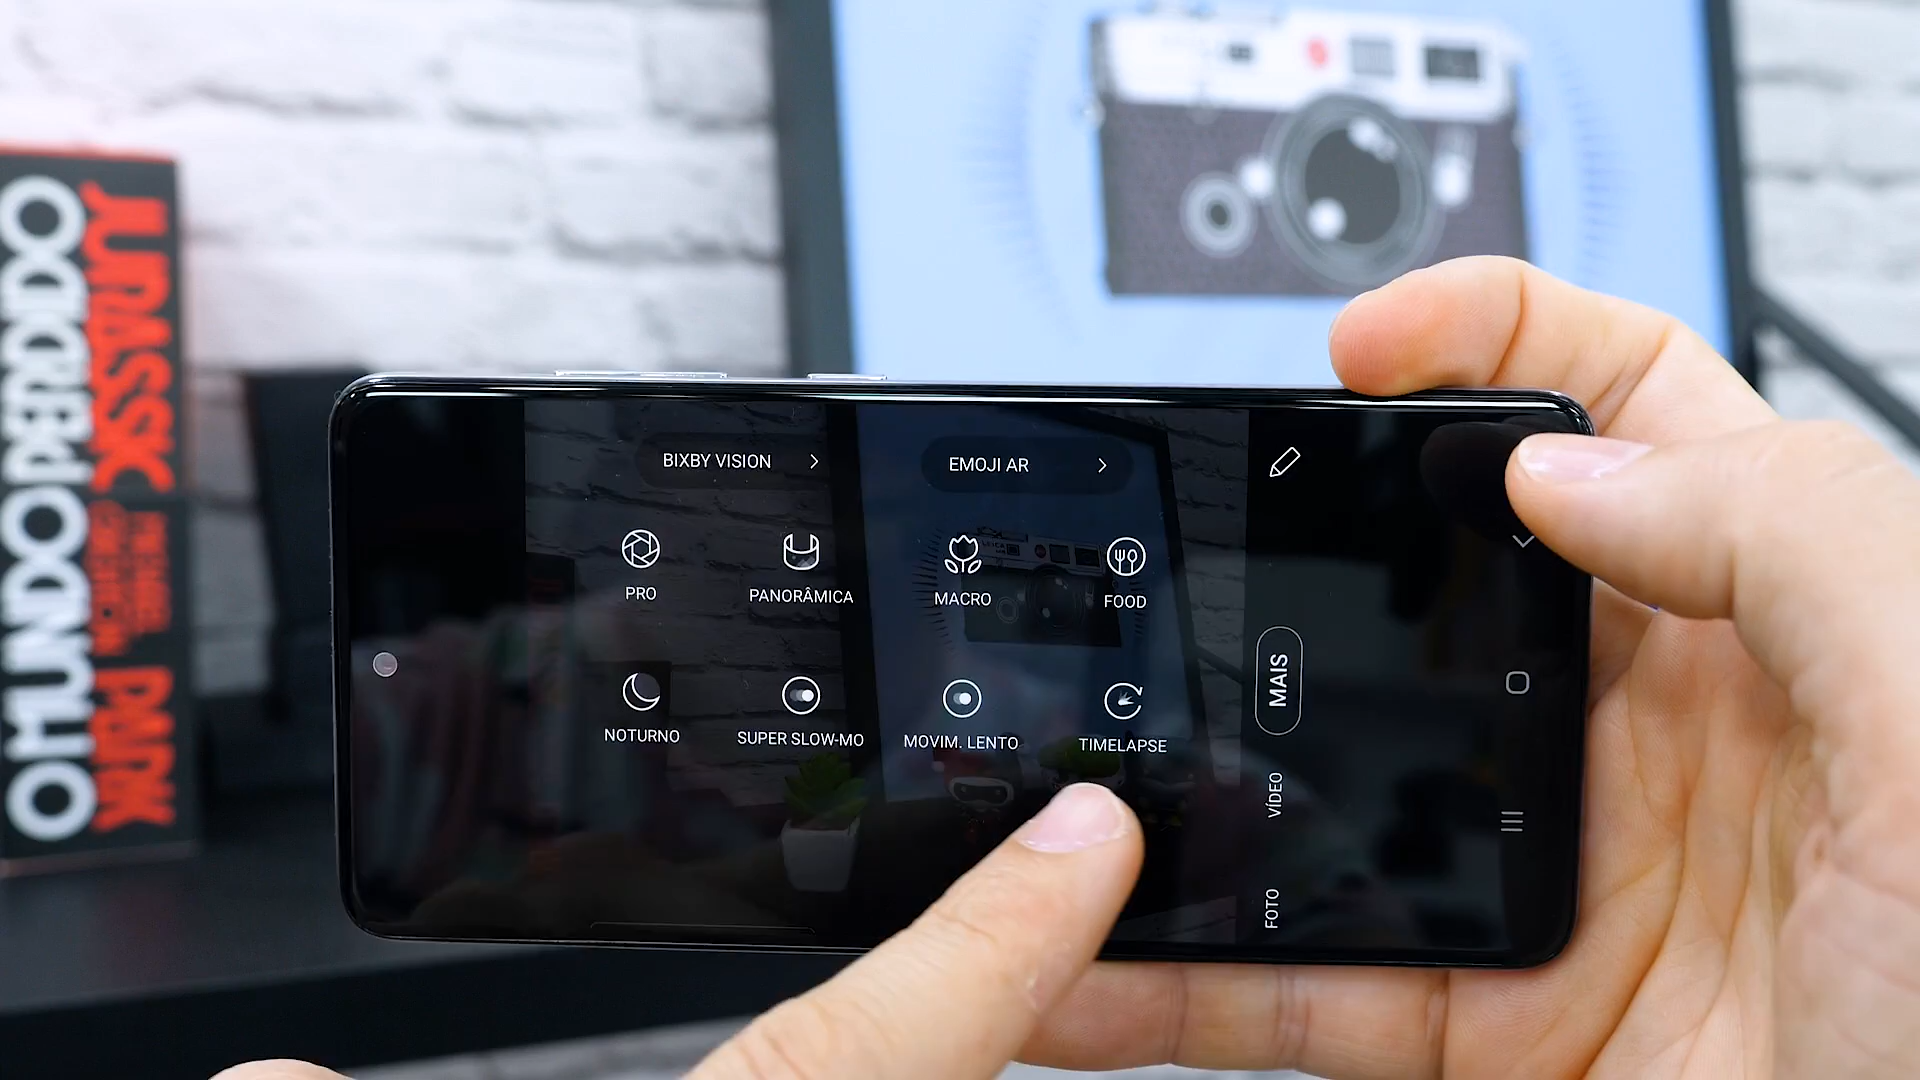 JURASSIC PARK
O MUNDO PERDIDO
BIXBY VISION
EMOJI AR
PRO
PANORÂMICA
MACRO
FOOD
NOTURNO
SUPER SLOW-MO
MOVIM. LENTO
TIMELAPSE
MAIS
VÍDEO
FOTO